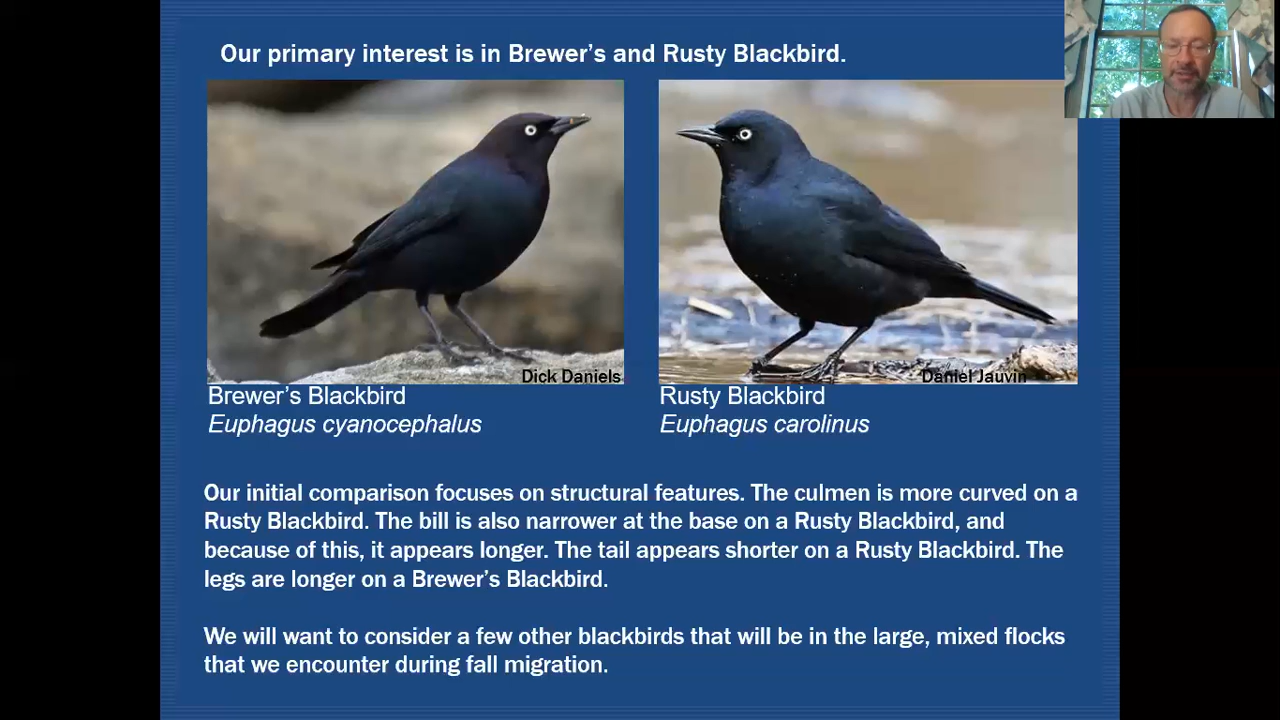 Our primary interest is in Brewer's and Rusty Blackbird.
Dick Daniels
Daniel Jauvin
Brewer's Blackbird
Euphagus cyanocephalus
Rusty Blackbird
Euphagus carolinus
Our initial comparison focuses on structural features. The culmen is more curved on a
Rusty Blackbird. The bill is also narrower at the base on a Rusty Blackbird, and
because of this, it appears longer. The tail appears shorter on a Rusty Blackbird. The
legs are longer on a Brewer's Blackbird.
We will want to consider a few other blackbirds that will be in the large, mixed flocks
that we encounter during fall migration.